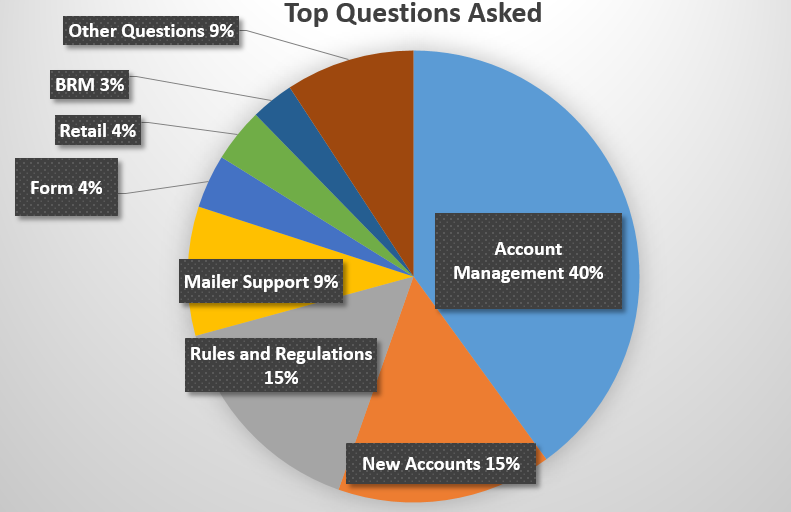 Top Questions Asked
Other Questions 9%
BRM 3%
Retail 4%
Form 4%
Account
Management 40%
Mailer Support 9%
Rules and Regulations
15%
New Accounts 15%